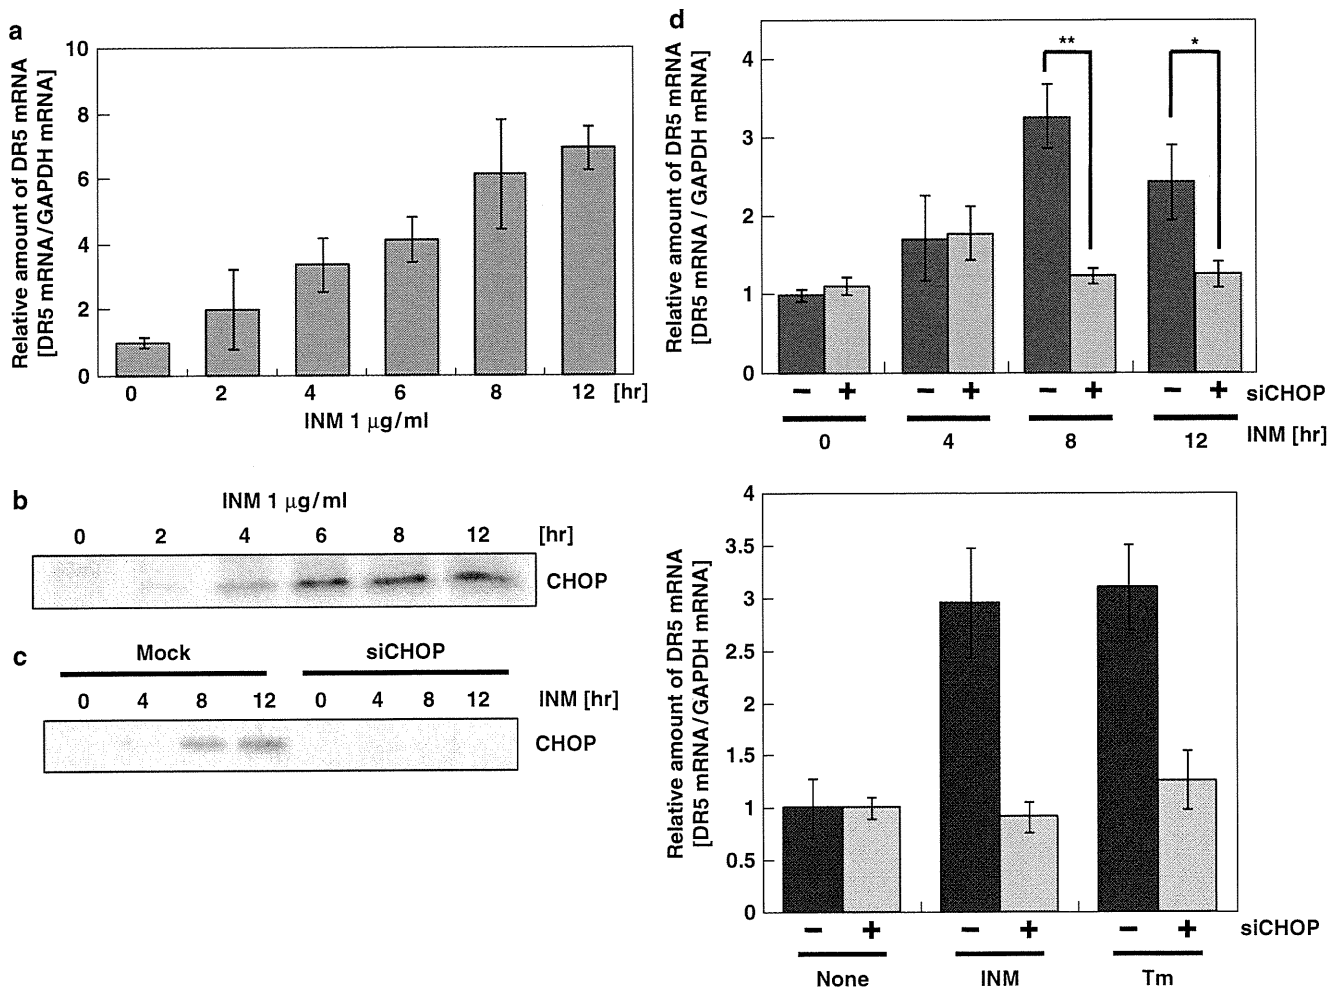 a
Relative amount of DR5 mRNA
[DR5 mRNA/GAPDH mRNA]
10
8
6
4
2
0
0 2 4 6 8 12 [hr]
INM 1 μg/ml
b
INM 1 μg/ml
0 2 4 6 8 12 [hr]
CHOP
c
Mock siCHOP
0 4 8 12 0 4 8 12 INM [hr]
CHOP
d
Relative amount of DR5 mRNA
[DR5 mRNA / GAPDH mRNA]
4
3
2
1
0
** *
− + − + − + − + siCHOP
0 4 8 12 INM [hr]
Relative amount of DR5 mRNA
[DR5 mRNA/GAPDH mRNA]
4
3.5
3
2.5
2
1.5
1
0.5
0
− + − + − + siCHOP
None INM Tm